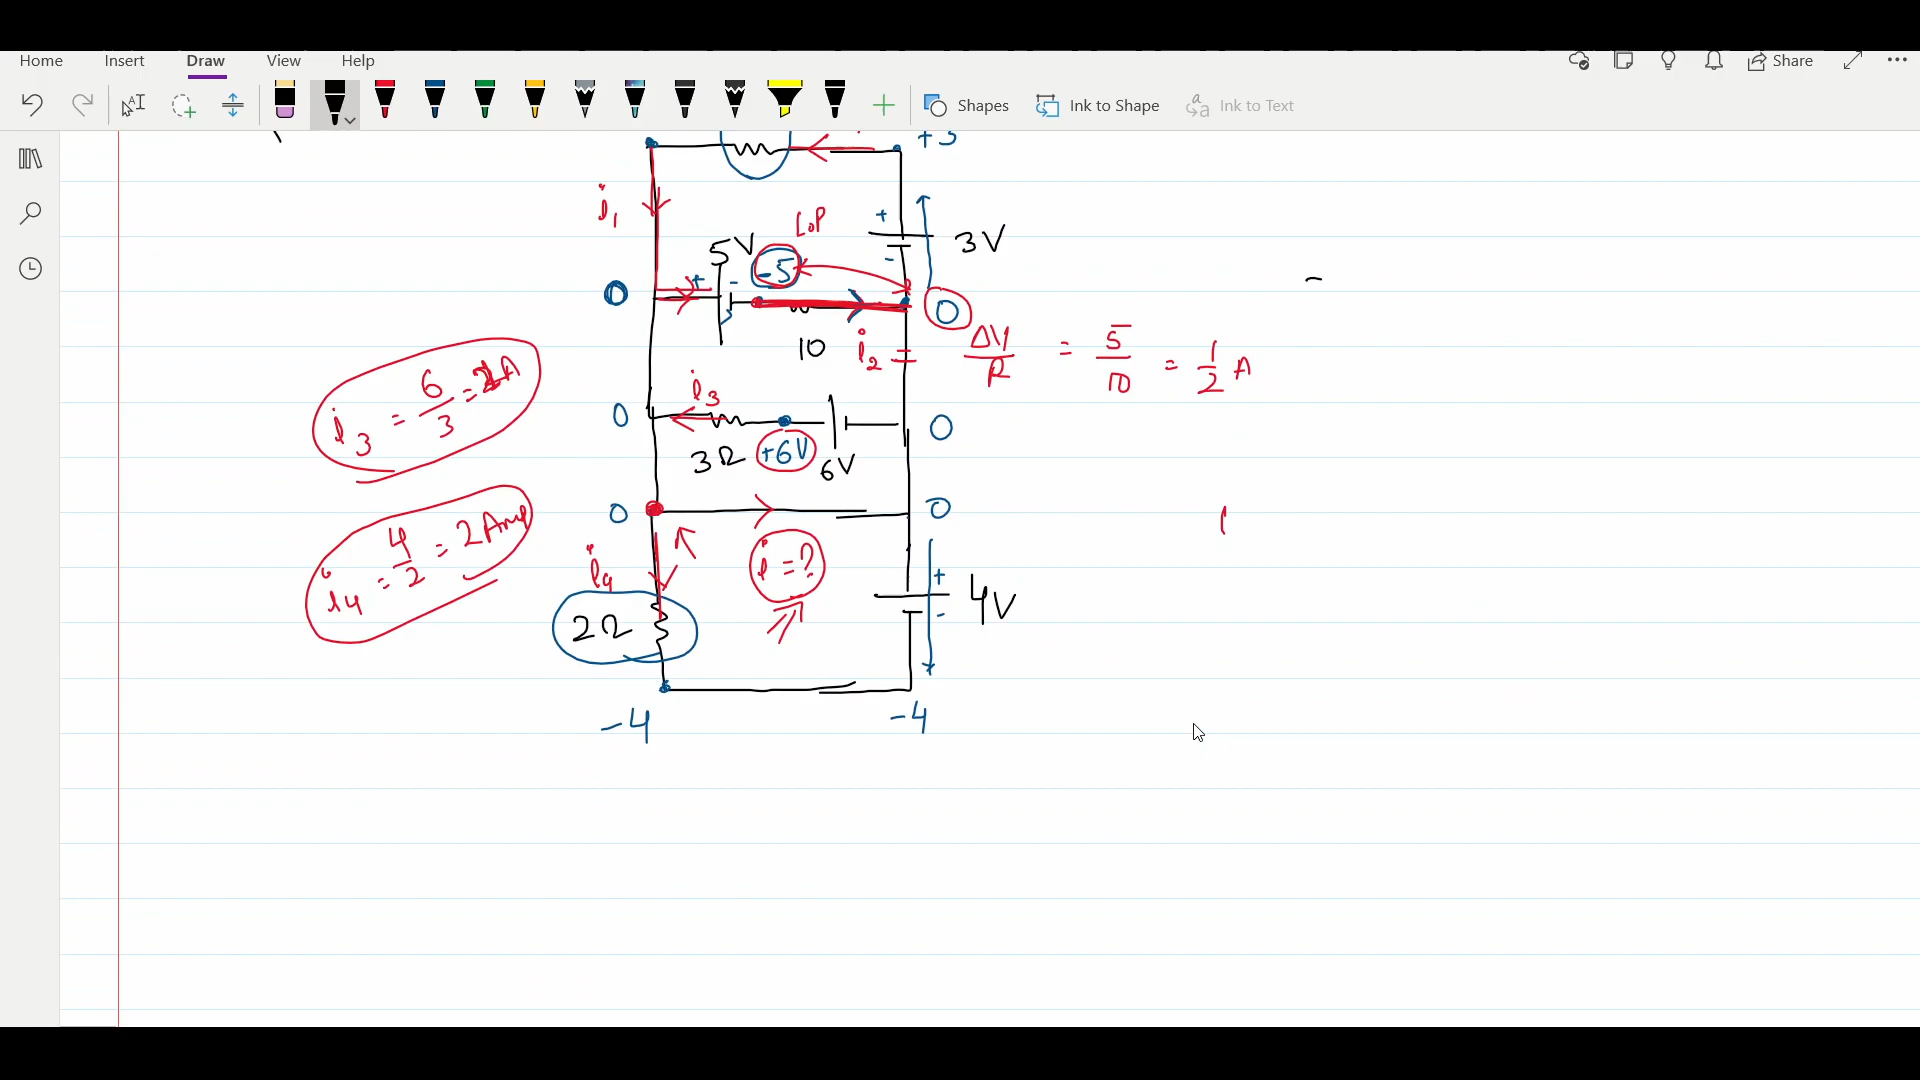 Home Insert Draw View Help Share
Shapes Ink to Shape Ink to Text
i1
LoP
+
3V
-
5V
-5
+ -
0
0
10
i2
ΔV/R = 5/10 = 1/2 A
i3 = 6/3 = 2A
i3
0
0
3Ω
+6V
6V
0
0
i4 = 4/2 = 2 Amp
i4
i = ?
+
4V
-
2Ω
-4
-4